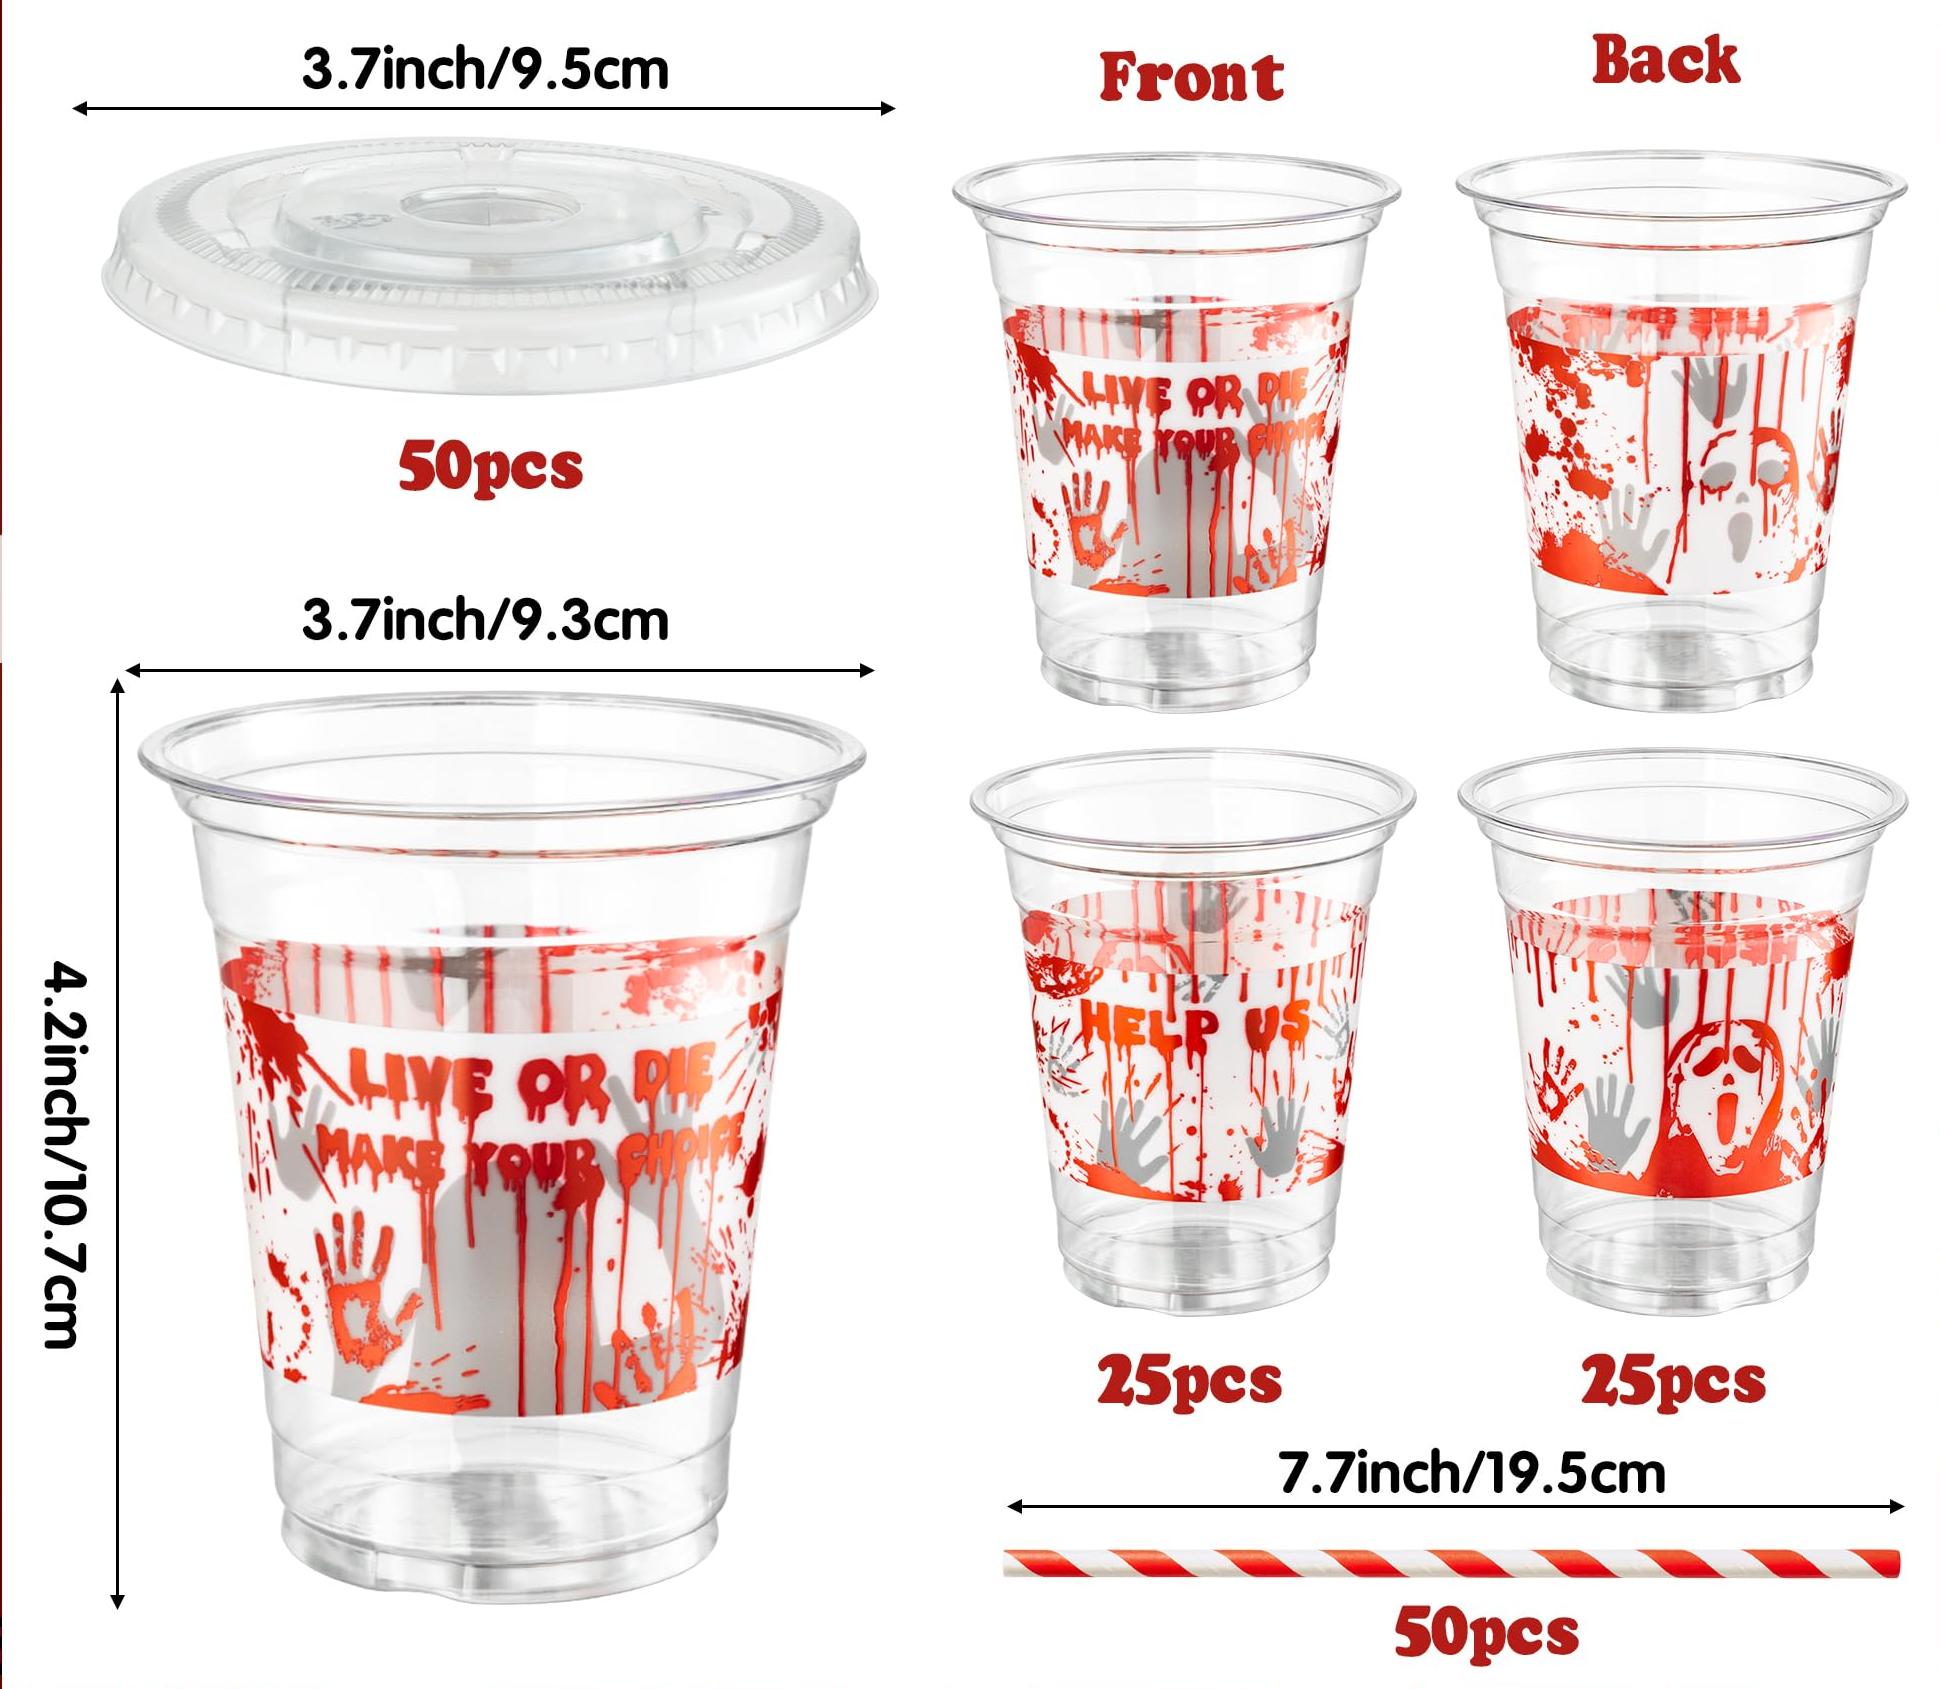 3.7inch/9.5cm
50pcs
3.7inch/9.3cm
4.2inch/10.7cm
LIVE OR DIE
MAKE YOUR CHOICE
Front
Back
LIVE OR DIE
MAKE YOUR CHOICE
HELP US
25pcs
25pcs
7.7inch/19.5cm
50pcs